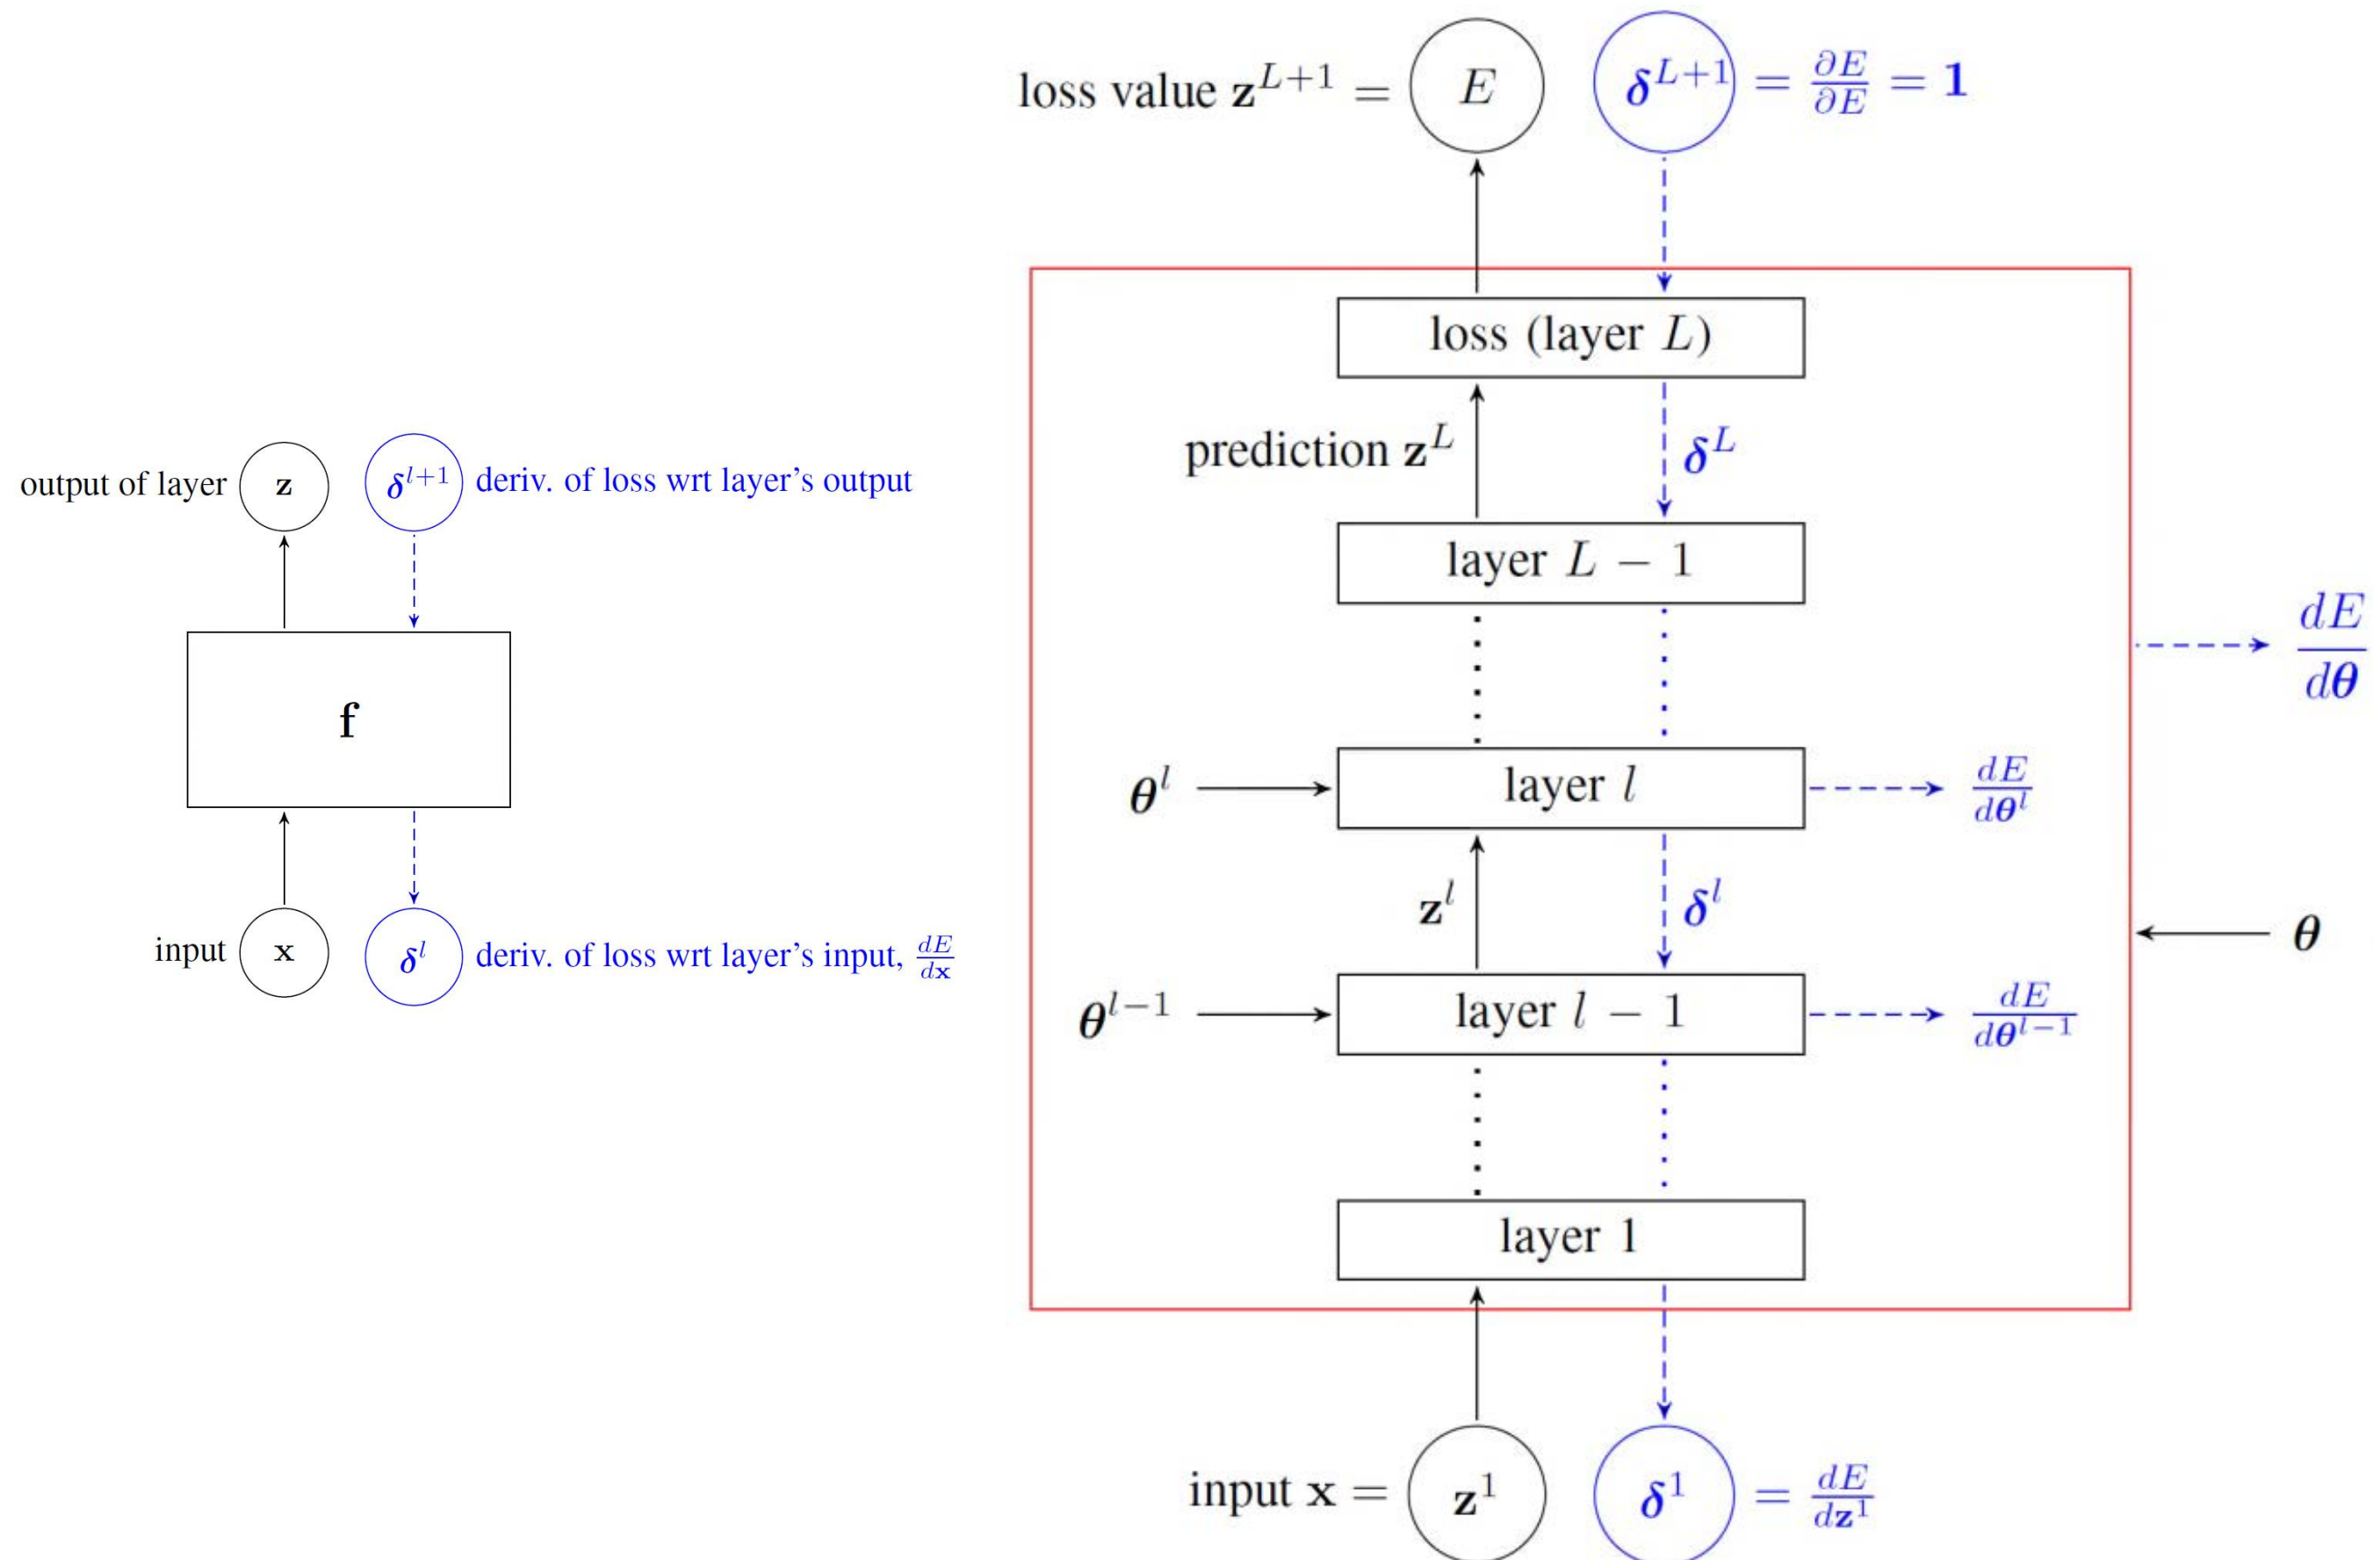 output of layer z δ^{l+1} deriv. of loss wrt layer's output
f
input x δ^l deriv. of loss wrt layer's input, dE/dx
loss value z^{L+1} = E δ^{L+1} = ∂E/∂E = 1
loss (layer L)
prediction z^L δ^L
layer L − 1
dE/dθ
θ^l layer l dE/dθ^l
z^l δ^l
θ
θ^{l−1} layer l − 1 dE/dθ^{l−1}
layer 1
input x = z^1 δ^1 = dE/dz^1